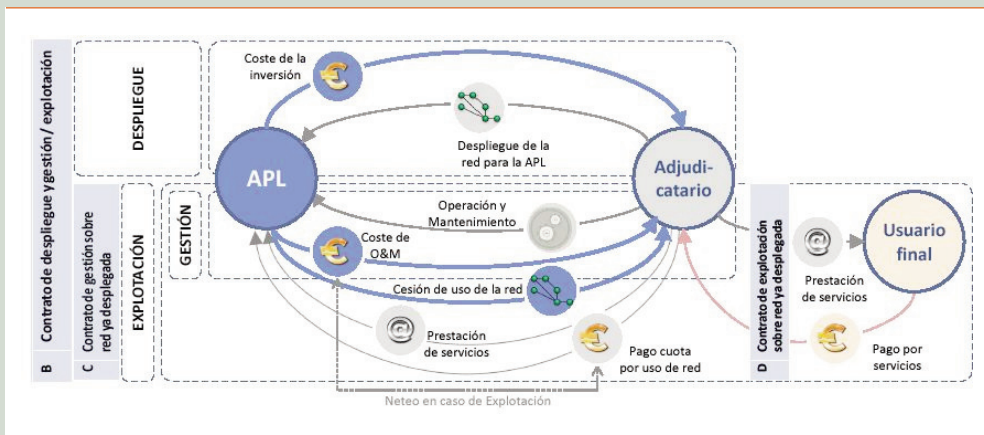 B Contrato de despliegue y gestión / explotación
C Contrato de gestión sobre
red ya desplegada
DESPLIEGUE
EXPLOTACIÓN
GESTIÓN
Coste de la
inversión
Despliegue de la
red para la APL
APL
Adjudi-
catario
Operación y
Mantenimiento
Coste de
O&M
Cesión de uso de la red
@
Prestación
de servicios
Pago cuota
por uso de red
Neteo en caso de Explotación
D Contrato de explotación
sobre red ya desplegada
@
Prestación
de servicios
Usuario
final
Pago por
servicios